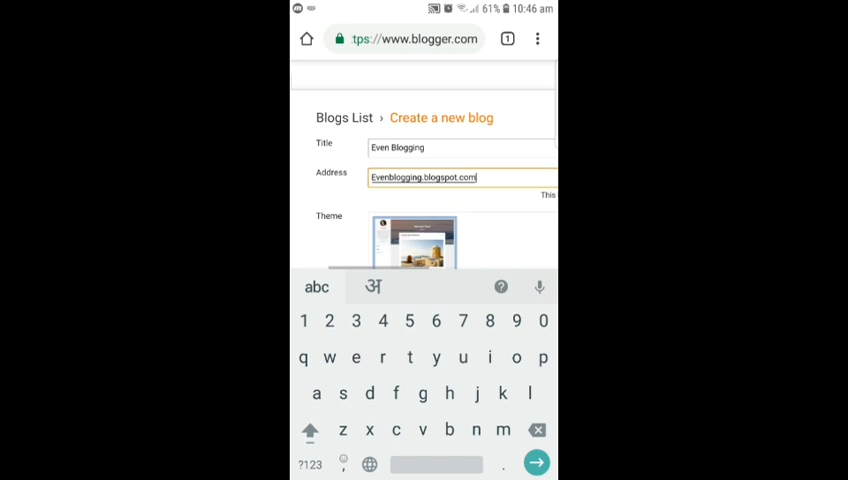 61% 10:46 am
tps://www.blogger.com 1
Blogs List › Create a new blog
Title Even Blogging
Address Evenblogging.blogspot.com
This
Theme
abc अ
1 2 3 4 5 6 7 8 9 0
q w e r t y u i o p
a s d f g h j k l
z x c v b n m
?123 , .